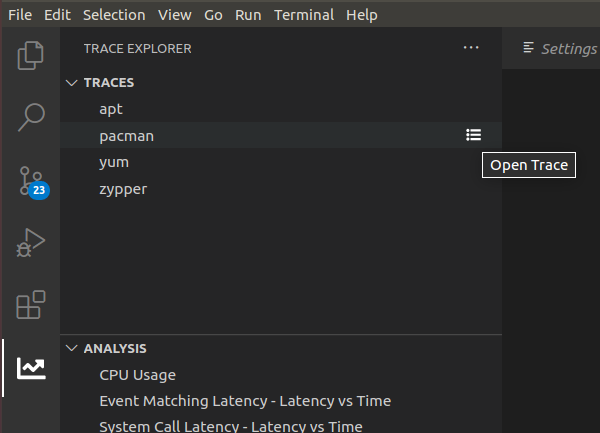 File Edit Selection View Go Run Terminal Help
TRACE EXPLORER
Settings
TRACES
apt
pacman
yum
Open Trace
zypper
23
ANALYSIS
CPU Usage
Event Matching Latency - Latency vs Time
System Call Latency - Latency vs Time